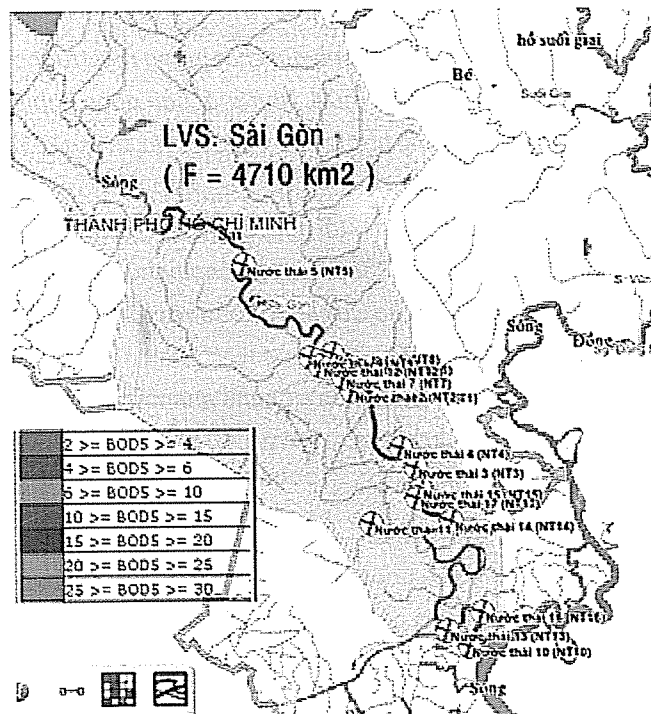 hồ suối giai
Bé
LVS: Sài Gòn
( F = 4710 km2 )
Sông
THÀNH PHỐ HỒ CHÍ MINH
Nước thải 5 (NT5)
Sông
Đồng
Nước thải 7 (NT7)
Nước thải 4 (NT4)
Nước thải 3 (NT3)
Nước thải 15 (NT15)
Nước thải 14 (NT14)
Nước thải 13 (NT13)
Nước thải 10 (NT10)
Sông
2 >= BOD5 >= 4
4 >= BOD5 >= 6
6 >= BOD5 >= 10
10 >= BOD5 >= 15
15 >= BOD5 >= 20
20 >= BOD5 >= 25
25 >= BOD5 >= 30